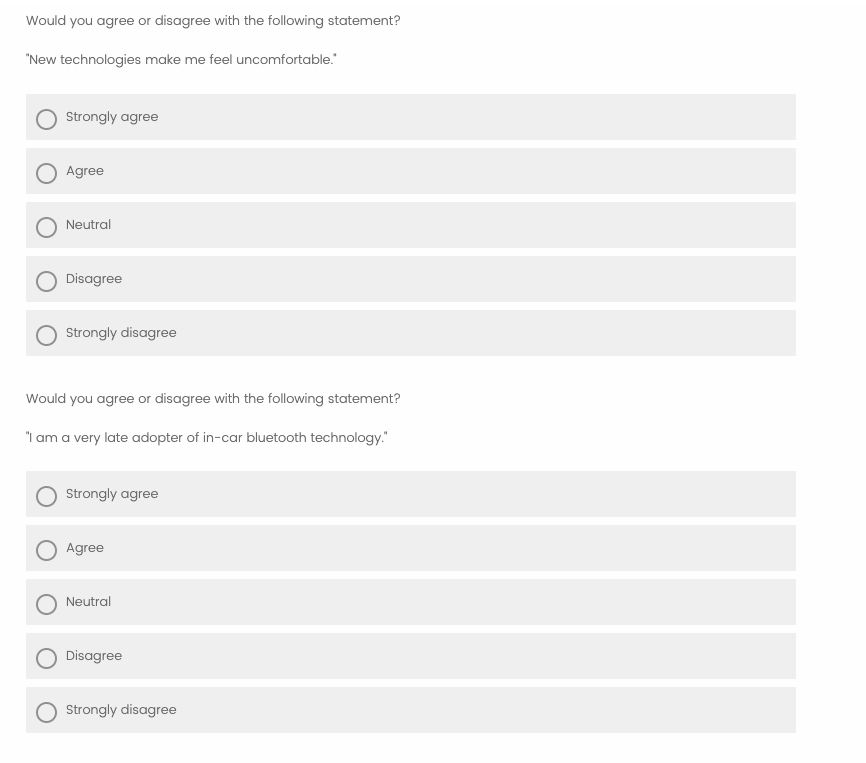 Would you agree or disagree with the following statement?
"New technologies make me feel uncomfortable."
Strongly agree
Agree
Neutral
Disagree
Strongly disagree
Would you agree or disagree with the following statement?
"I am a very late adopter of in-car bluetooth technology."
Strongly agree
Agree
Neutral
Disagree
Strongly disagree